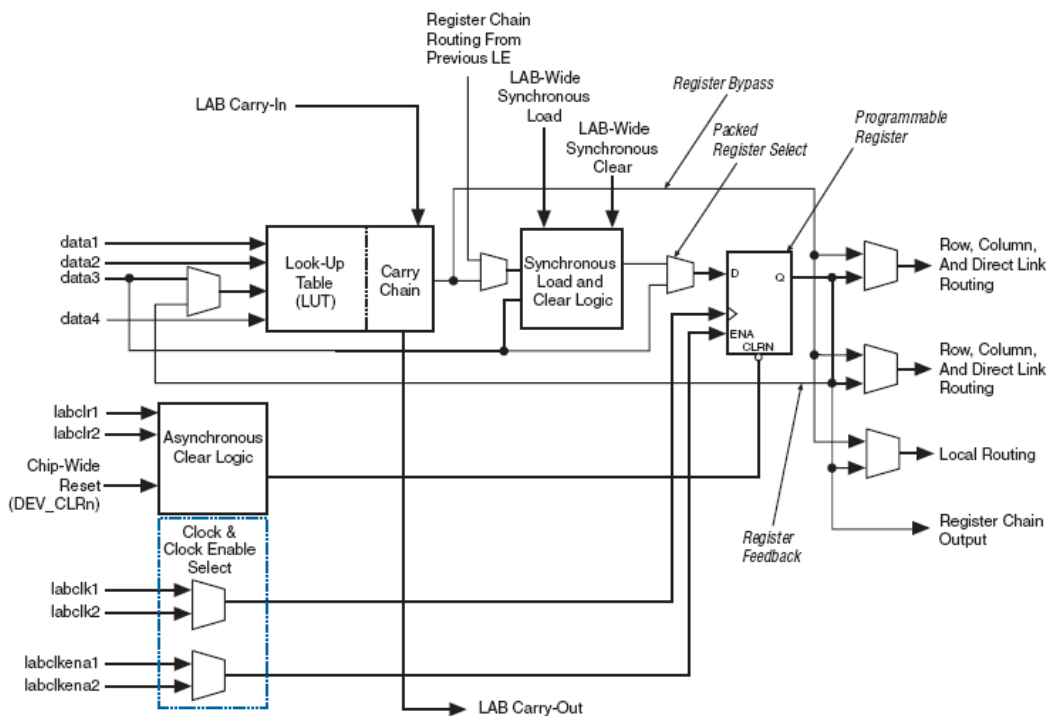 Register Chain
Routing From
Previous LE
LAB-Wide
Synchronous
Load
Register Bypass
Programmable
Register
LAB Carry-In
LAB-Wide
Synchronous
Clear
Packed
Register Select
data1
data2
data3
data4
Look-Up
Table
(LUT)
Carry
Chain
Synchronous
Load and
Clear Logic
D
Q
ENA
CLRN
Row, Column,
And Direct Link
Routing
Row, Column,
And Direct Link
Routing
labclr1
labclr2
Chip-Wide
Reset
(DEV_CLRn)
Asynchronous
Clear Logic
Local Routing
Register Chain
Output
Register
Feedback
Clock &
Clock Enable
Select
labclk1
labclk2
labclkena1
labclkena2
LAB Carry-Out